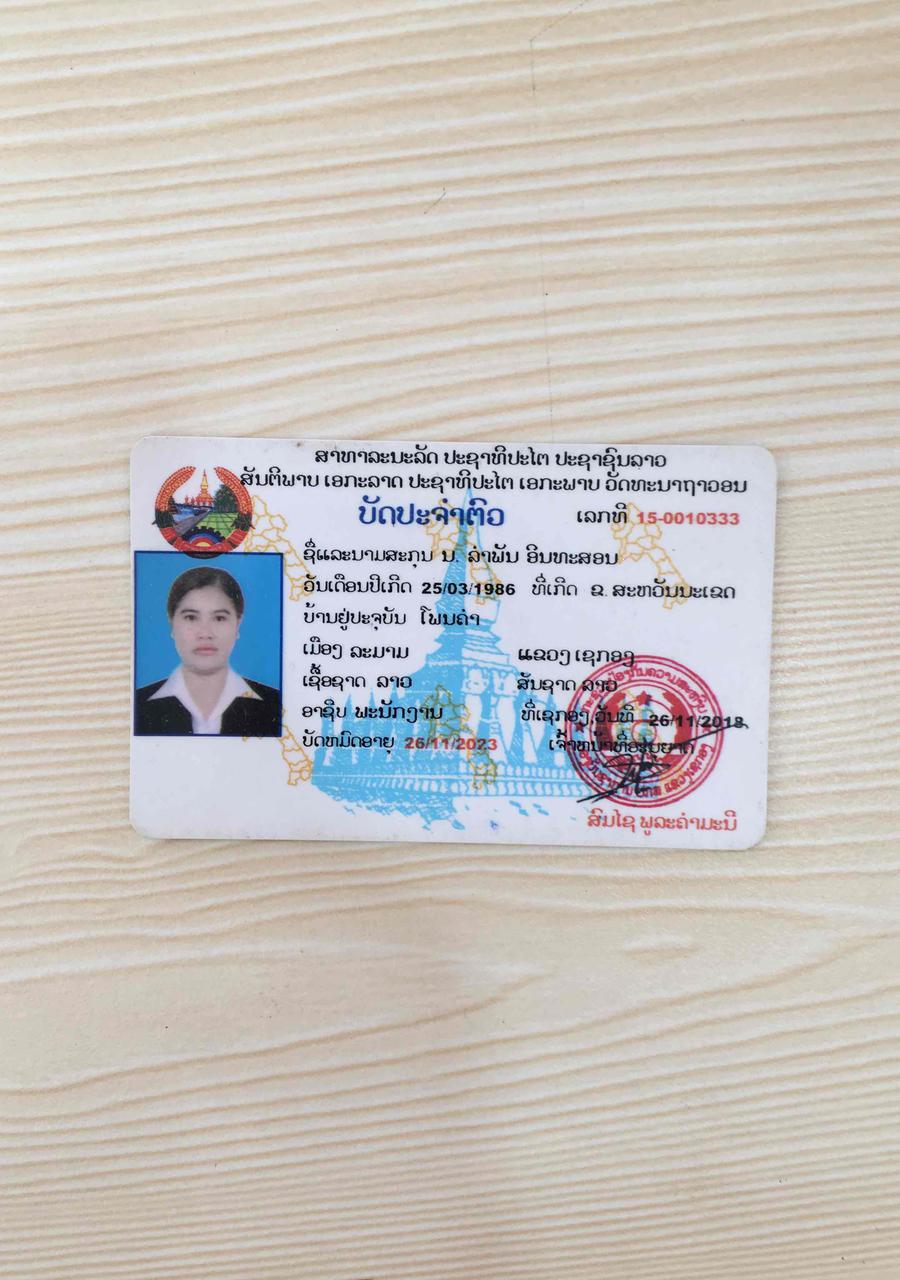 ສາທາລະນະລັດ ປະຊາທິປະໄຕ ປະຊາຊົນລາວ
ສັນຕິພາບ ເອກະລາດ ປະຊາທິປະໄຕ ເອກະພາບ ວັດທະນາຖາວອນ
ບັດປະຈຳຕົວ ເລກທີ 15-0010333
ຊື່ແລະນາມສະກຸນ ນ. ລຳພັນ ອິນທະສອນ
ວັນເດືອນປີເກີດ 25/03/1986 ທີ່ເກີດ ຂ. ສະຫວັນນະເຂດ
ບ້ານຢູ່ປະຈຸບັນ ໂພນຄຳ
ເມືອງ ລະມາມ ແຂວງ ເຊກອງ
ເຊື້ອຊາດ ລາວ ສັນຊາດ ລາວ
ອາຊີບ ພະນັກງານ ທີ່ເຊກອງ,ວັນທີ 26/11/2018
ບັດຫມົດອາຍຸ 26/11/2023 ເຈົ້າຫນ້າທີ່ອະນຸຍາດ
ສົມໄຊ ພູລະຄຳມະນີ